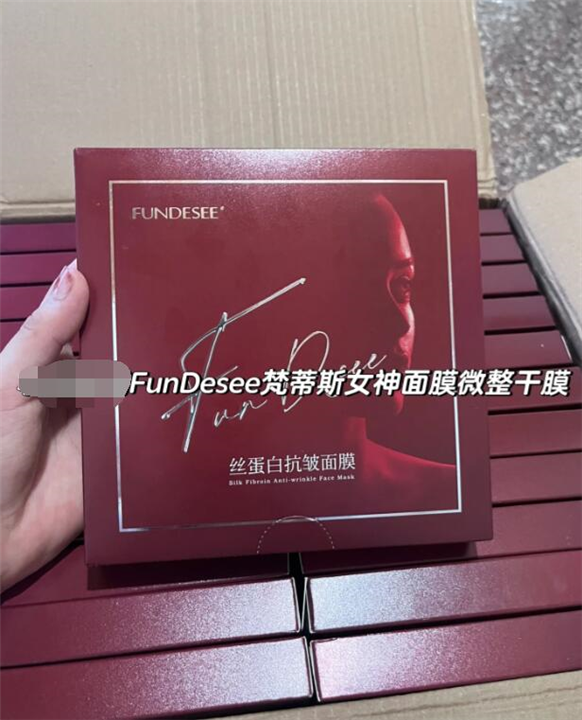 FUNDESEE®
Fun Desee
FunDesee梵蒂斯女神面膜微整干膜
丝蛋白抗皱面膜
Silk Fibroin Anti-wrinkle Face Mask